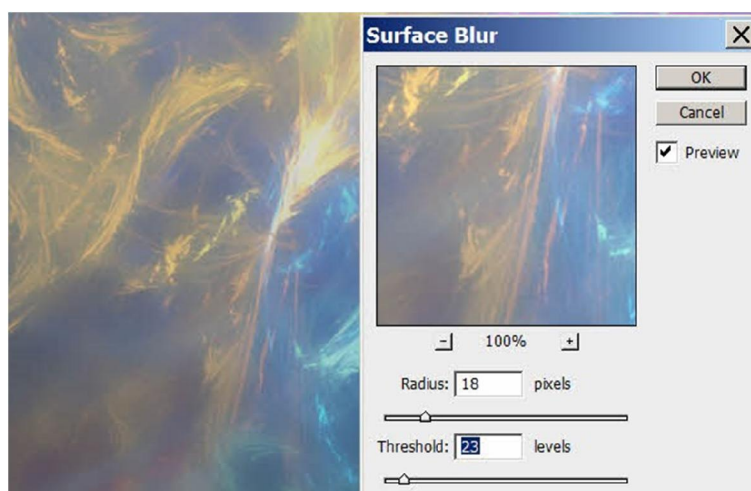 Surface Blur
OK
Cancel
Preview
100%
Radius: 18 pixels
Threshold: 23 levels